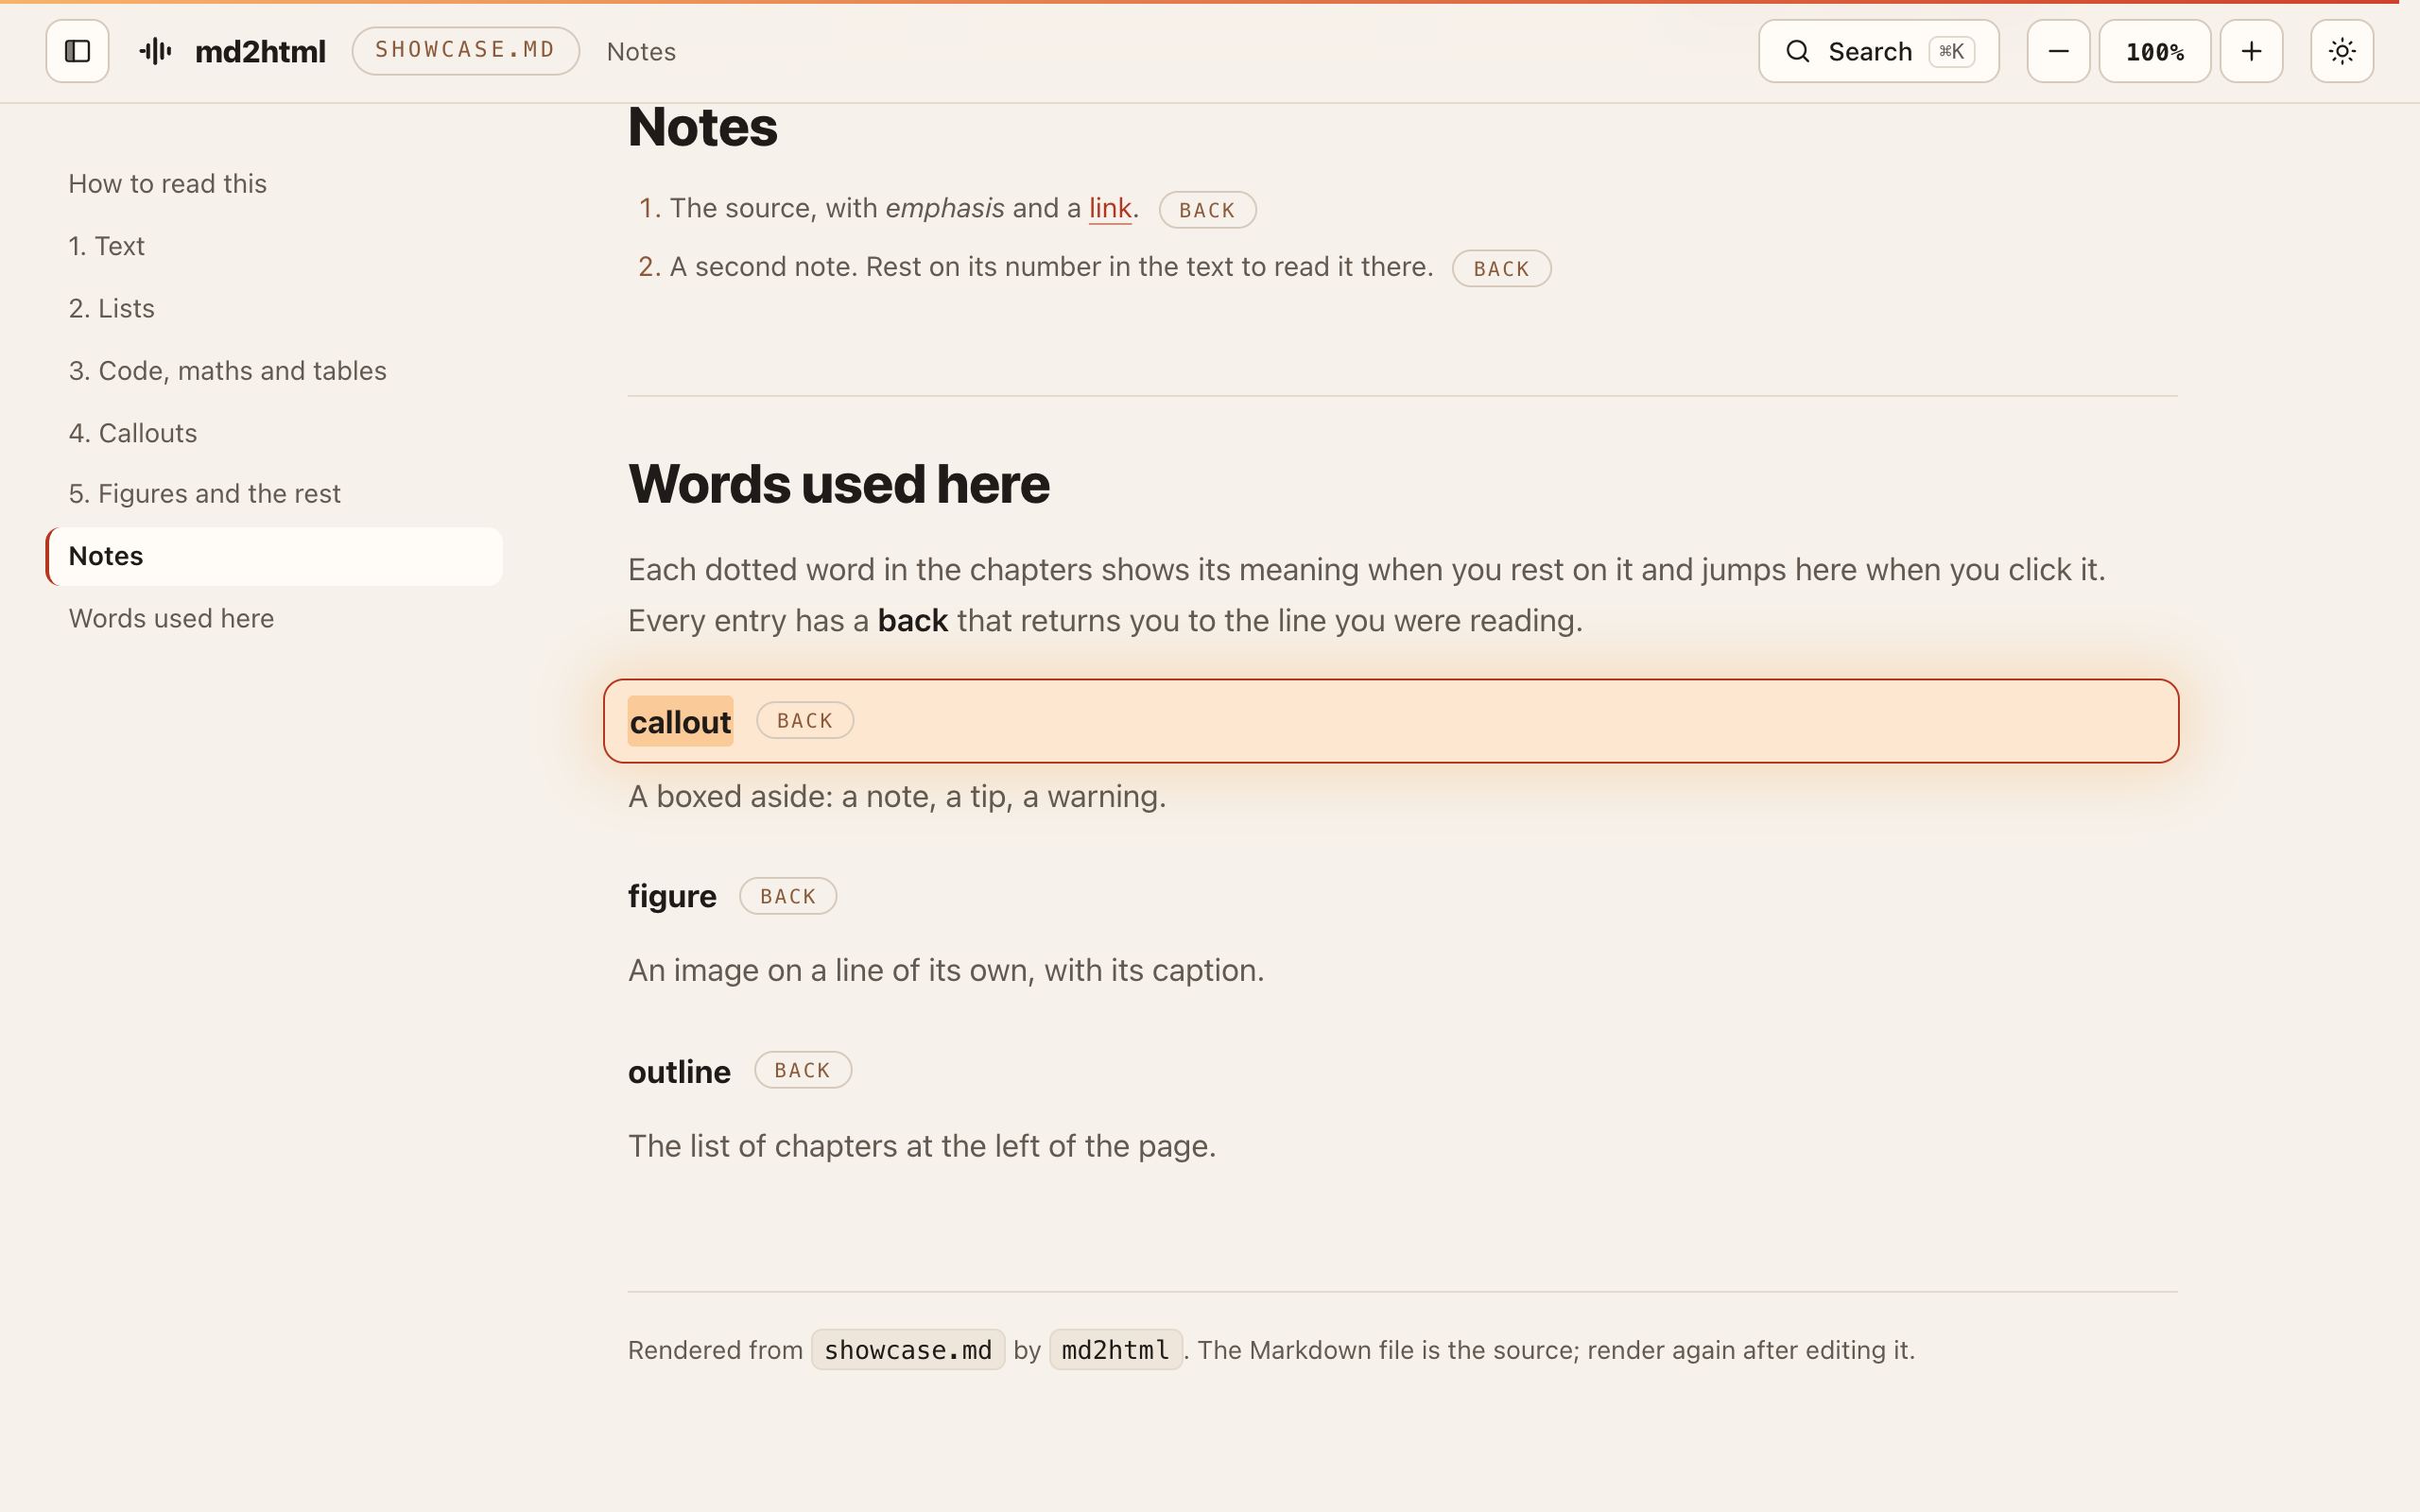 md2html
SHOWCASE.MD
Notes
Search ⌘K
100%
How to read this
1. Text
2. Lists
3. Code, maths and tables
4. Callouts
5. Figures and the rest
Notes
Words used here
Notes
1. The source, with emphasis and a link. BACK
2. A second note. Rest on its number in the text to read it there. BACK
Words used here
Each dotted word in the chapters shows its meaning when you rest on it and jumps here when you click it.
Every entry has a back that returns you to the line you were reading.
callout BACK
A boxed aside: a note, a tip, a warning.
figure BACK
An image on a line of its own, with its caption.
outline BACK
The list of chapters at the left of the page.
Rendered from showcase.md by md2html. The Markdown file is the source; render again after editing it.